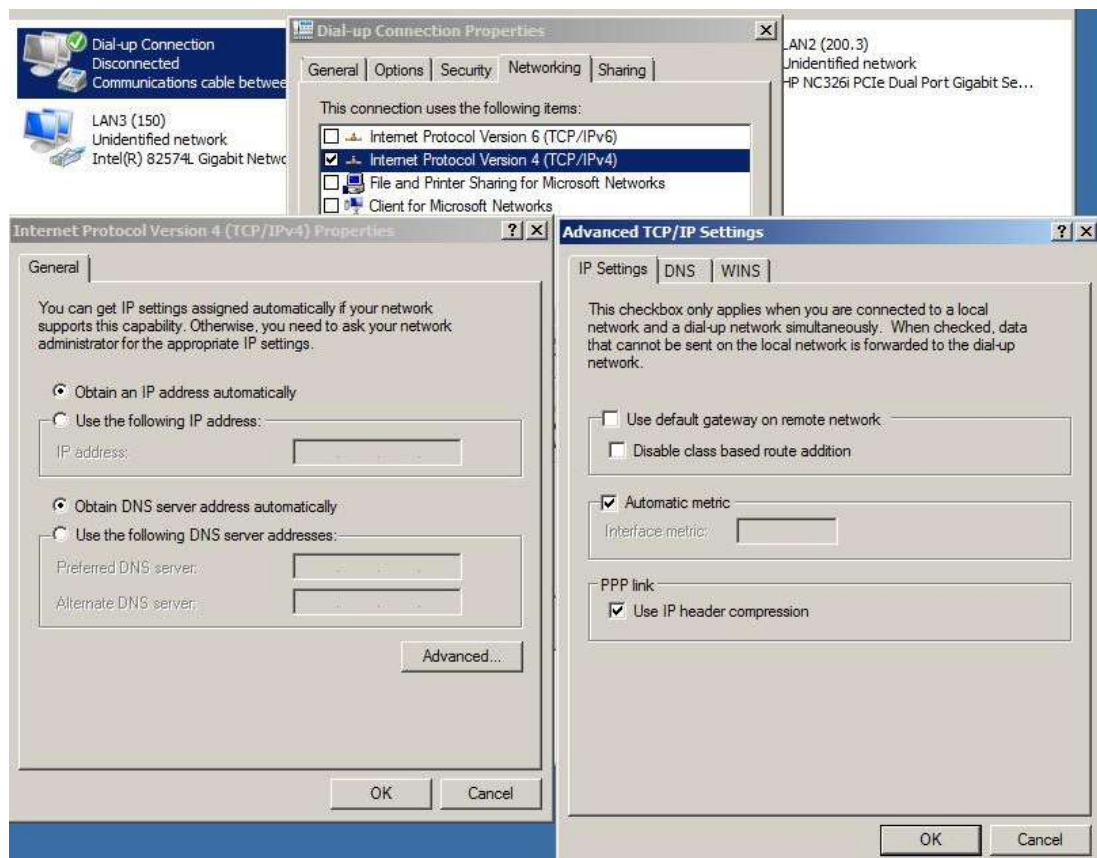 Dial-up Connection
Disconnected
Communications cable betwee
LAN3 (150)
Unidentified network
Intel(R) 82574L Gigabit Netwo
Dial-up Connection Properties
General Options Security Networking Sharing
This connection uses the following items:
Internet Protocol Version 6 (TCP/IPv6)
Internet Protocol Version 4 (TCP/IPv4)
File and Printer Sharing for Microsoft Networks
Client for Microsoft Networks
LAN2 (200.3)
Unidentified network
HP NC326i PCIe Dual Port Gigabit Se...
Internet Protocol Version 4 (TCP/IPv4) Properties
General
You can get IP settings assigned automatically if your network
supports this capability. Otherwise, you need to ask your network
administrator for the appropriate IP settings.
Obtain an IP address automatically
Use the following IP address:
IP address:
Obtain DNS server address automatically
Use the following DNS server addresses:
Preferred DNS server:
Alternate DNS server:
Advanced...
OK Cancel
Advanced TCP/IP Settings
IP Settings DNS WINS
This checkbox only applies when you are connected to a local
network and a dial-up network simultaneously. When checked, data
that cannot be sent on the local network is forwarded to the dial-up
network.
Use default gateway on remote network
Disable class based route addition
Automatic metric
Interface metric:
PPP link
Use IP header compression
OK Cancel